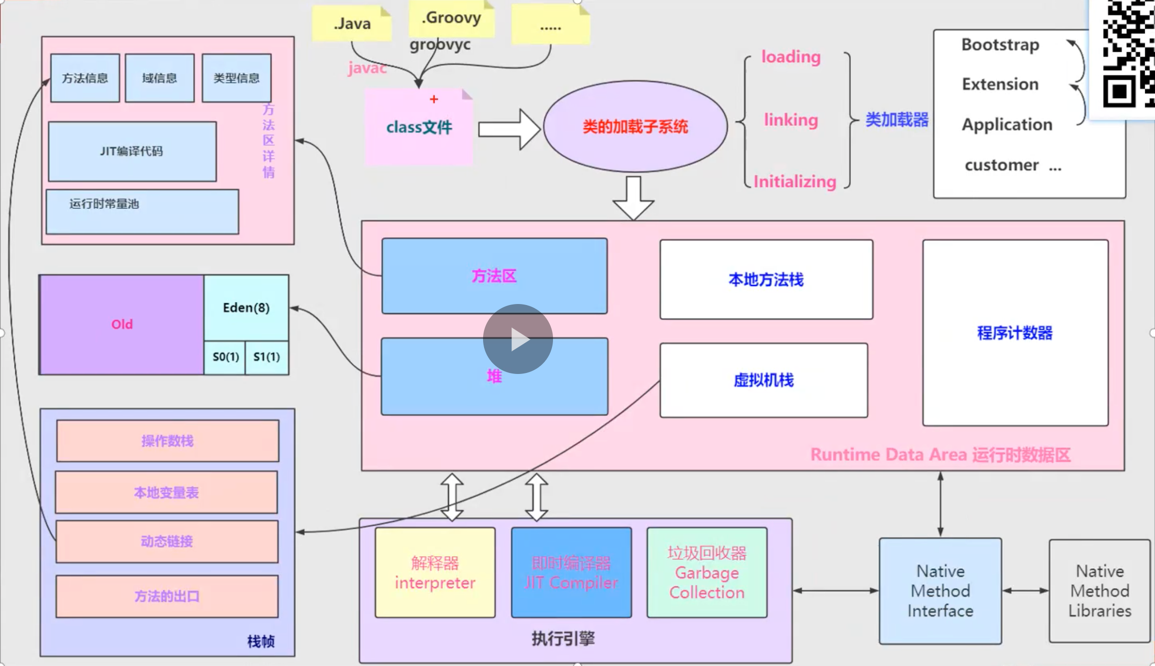 .Java
.Groovy
.....
groovyc
javac
+
class文件
类的加载子系统
loading
linking
Initializing
类加载器
Bootstrap
Extension
Application
customer ...
方法信息
域信息
类型信息
方法区详情
JIT编译代码
运行时常量池
Old
Eden(8)
S0(1)
S1(1)
方法区
堆
本地方法栈
虚拟机栈
程序计数器
Runtime Data Area 运行时数据区
操作数栈
本地变量表
动态链接
方法的出口
栈帧
解释器
interpreter
即时编译器
JIT Compiler
垃圾回收器
Garbage
Collection
执行引擎
Native
Method
Interface
Native
Method
Libraries